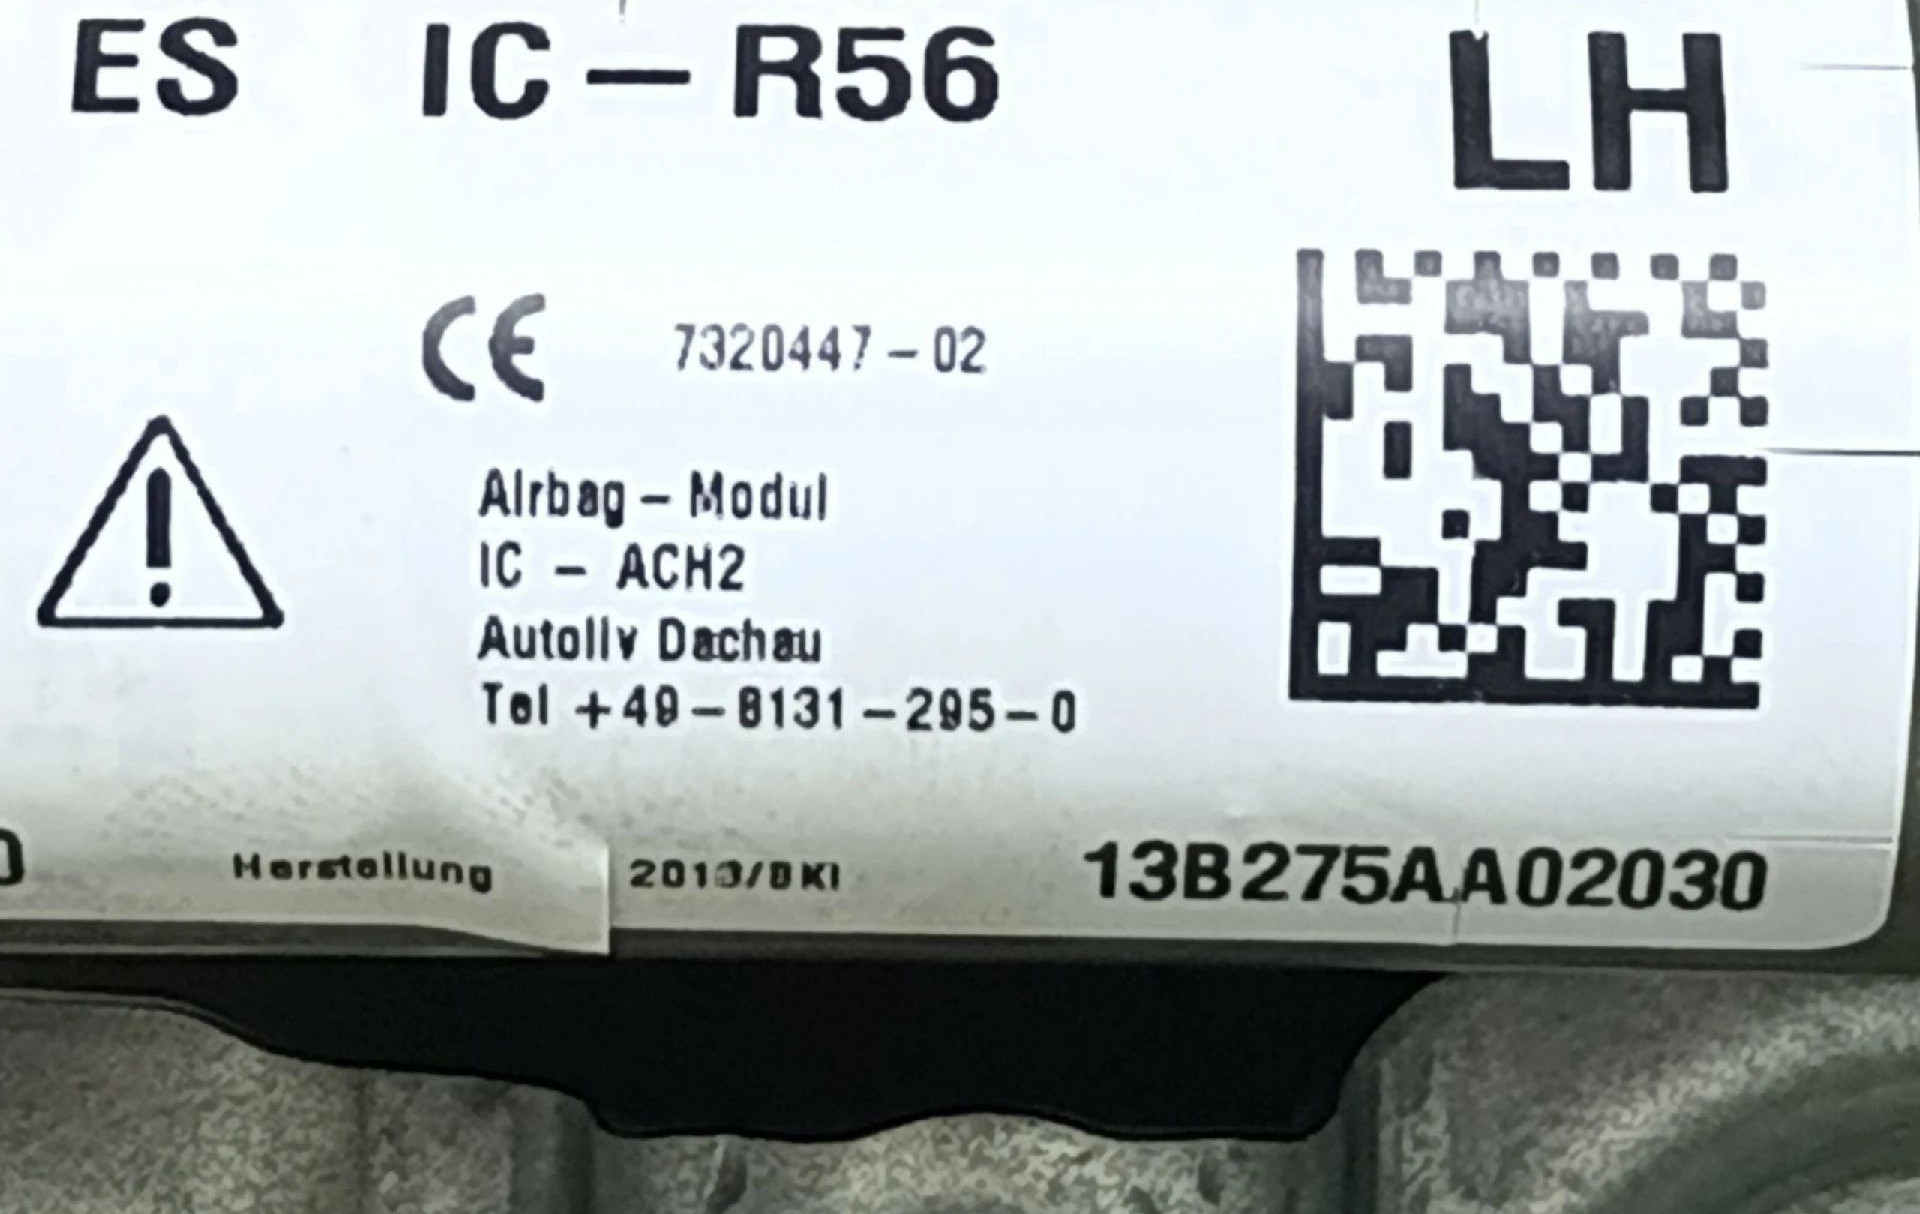 ES IC – R56 LH
CE 7320447 – 02
Airbag – Modul
IC – ACH2
Autoliv Dachau
Tel +49 – 8131 – 295 – 0
Herstellung 13B275AA02030